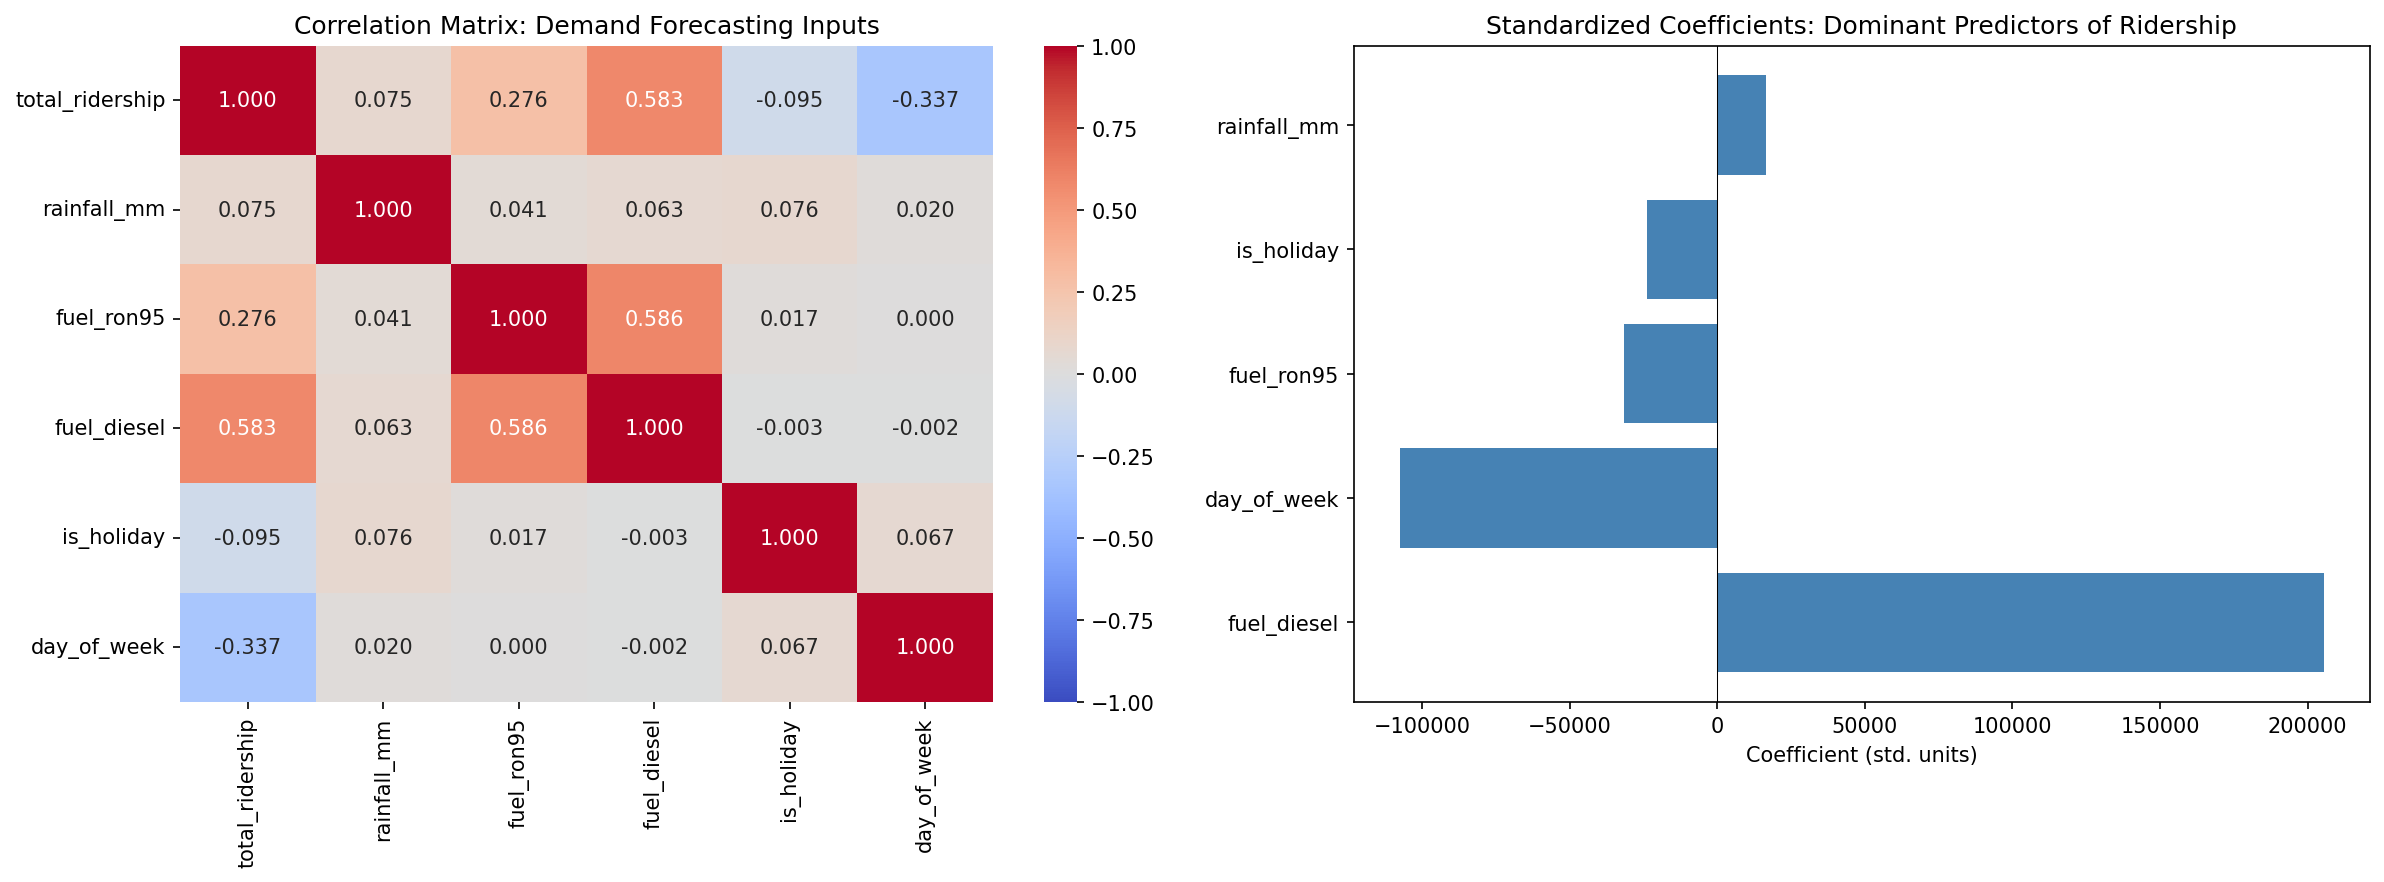 Correlation Matrix: Demand Forecasting Inputs
total_ridership 1.000 0.075 0.276 0.583 -0.095 -0.337
rainfall_mm 0.075 1.000 0.041 0.063 0.076 0.020
fuel_ron95 0.276 0.041 1.000 0.586 0.017 0.000
fuel_diesel 0.583 0.063 0.586 1.000 -0.003 -0.002
is_holiday -0.095 0.076 0.017 -0.003 1.000 0.067
day_of_week -0.337 0.020 0.000 -0.002 0.067 1.000
total_ridership
rainfall_mm
fuel_ron95
fuel_diesel
is_holiday
day_of_week
1.00
0.75
0.50
0.25
0.00
−0.25
−0.50
−0.75
−1.00
Standardized Coefficients: Dominant Predictors of Ridership
rainfall_mm
is_holiday
fuel_ron95
day_of_week
fuel_diesel
−100000 −50000 0 50000 100000 150000 200000
Coefficient (std. units)